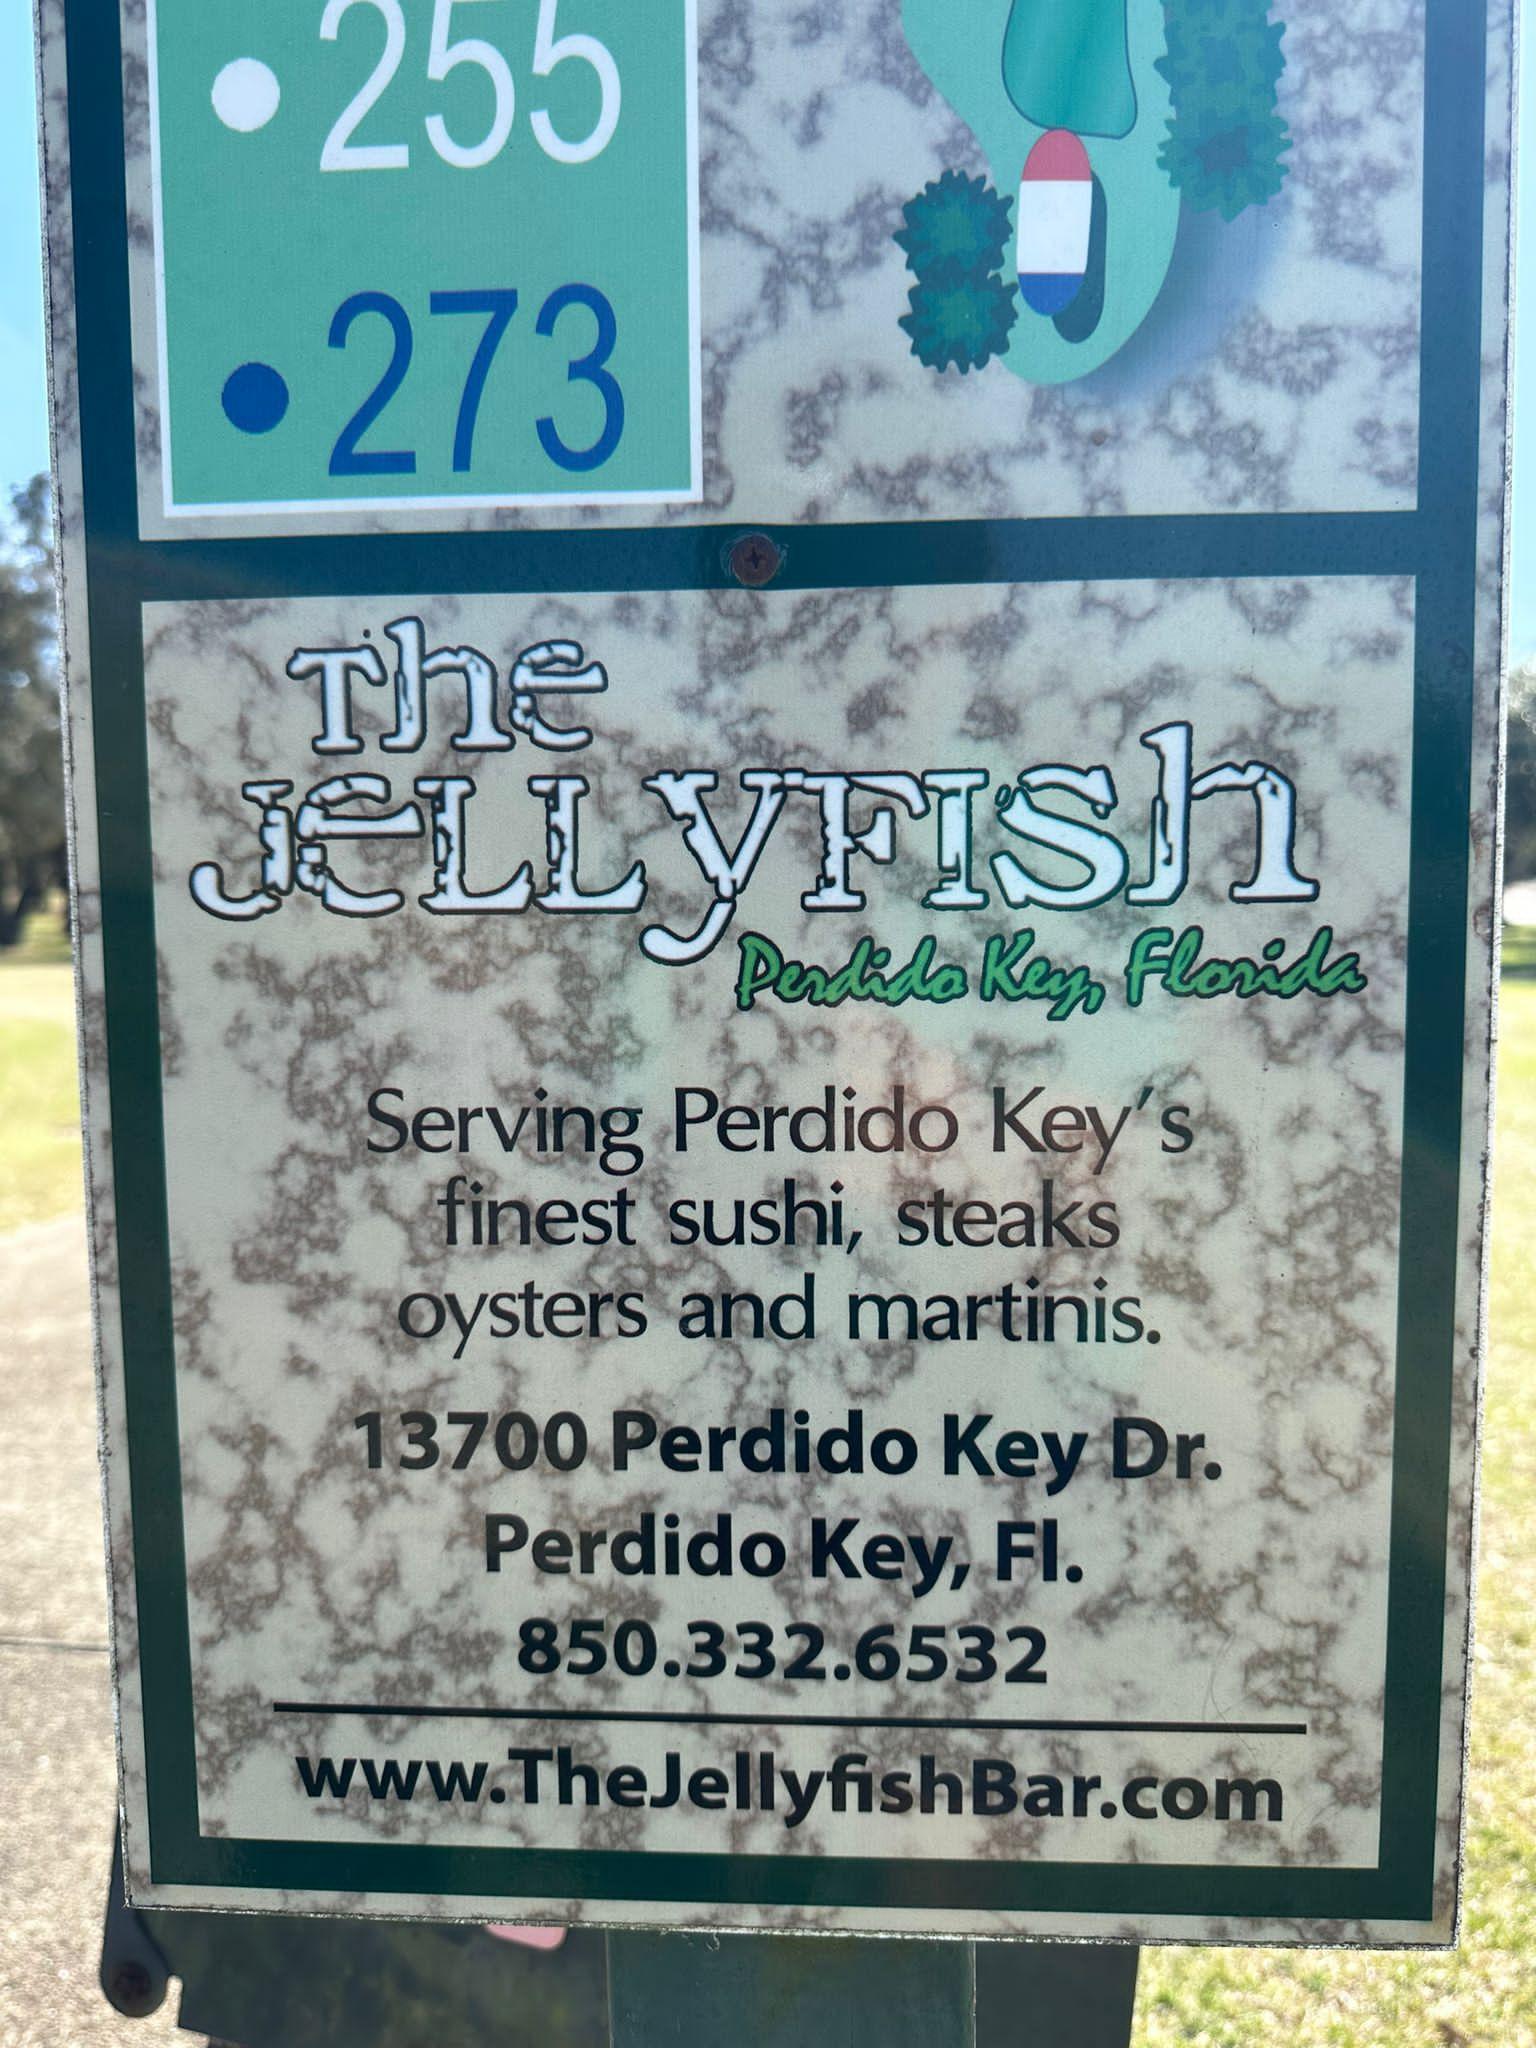 • 255
• 273
The
Jellyfish
Perdido Key, Florida
Serving Perdido Key's
finest sushi, steaks
oysters and martinis.
13700 Perdido Key Dr.
Perdido Key, Fl.
850.332.6532
www.TheJellyfishBar.com